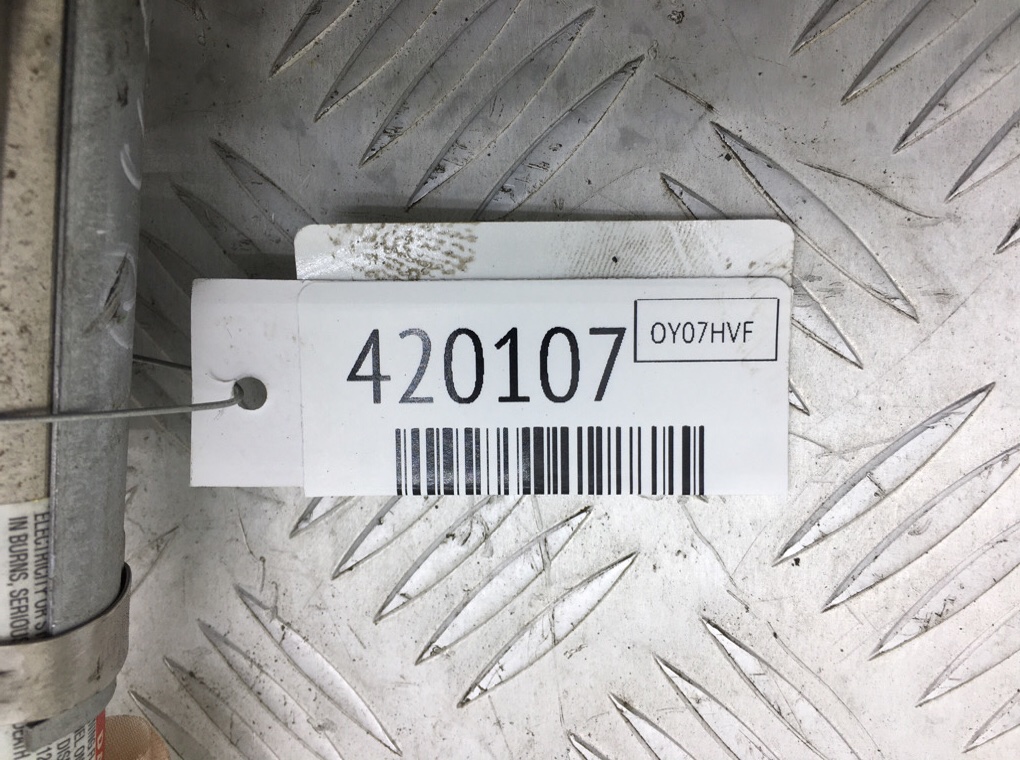 420107
OY07HVF
ELECTRICITY OR
IN BURNS, SERIOU